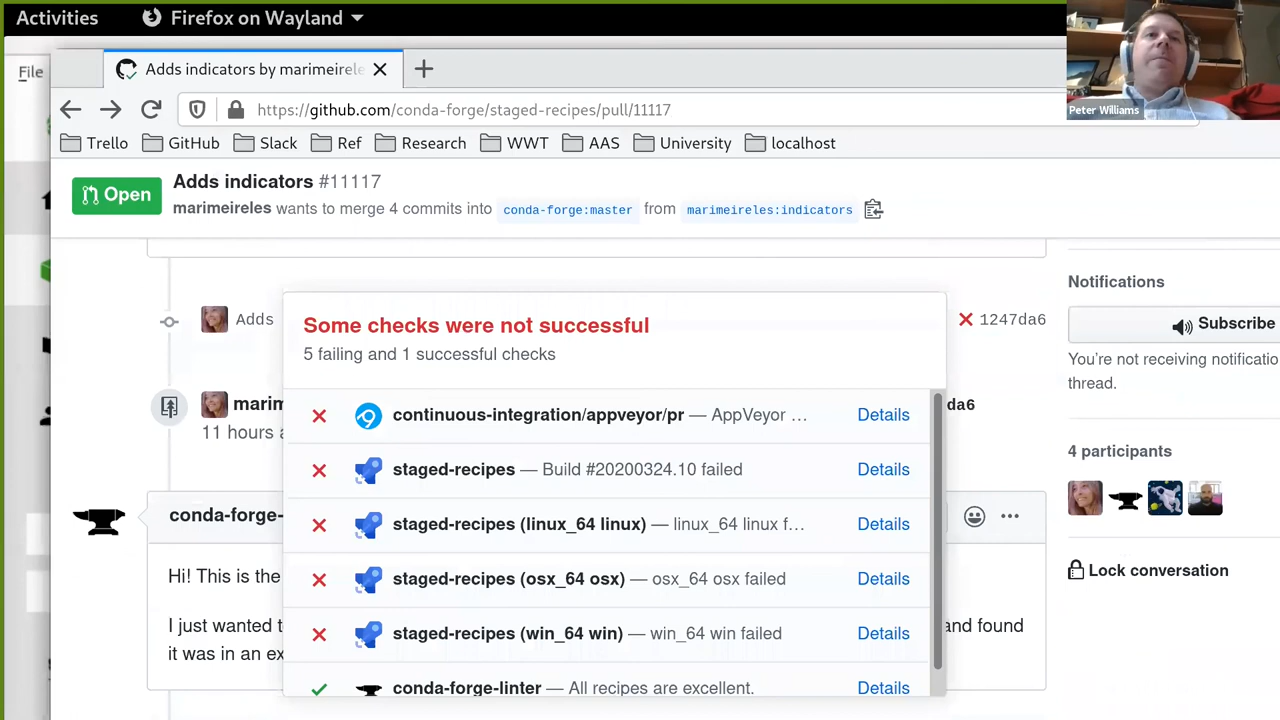 Activities
Firefox on Wayland
File
Adds indicators by marimeirele
https://github.com/conda-forge/staged-recipes/pull/11117
Peter Williams
Trello GitHub Slack Ref Research WWT AAS University localhost
Open
Adds indicators #11117
marimeireles wants to merge 4 commits into conda-forge:master from marimeireles:indicators
Adds
1247da6
Some checks were not successful
5 failing and 1 successful checks
Notifications
Subscribe
You're not receiving notificatio
thread.
marim
da6
11 hours a
continuous-integration/appveyor/pr — AppVeyor … Details
staged-recipes — Build #20200324.10 failed Details
staged-recipes (linux_64 linux) — linux_64 linux f… Details
staged-recipes (osx_64 osx) — osx_64 osx failed Details
staged-recipes (win_64 win) — win_64 win failed Details
conda-forge-linter — All recipes are excellent. Details
4 participants
Lock conversation
conda-forge-
Hi! This is the
I just wanted t
and found
it was in an ex